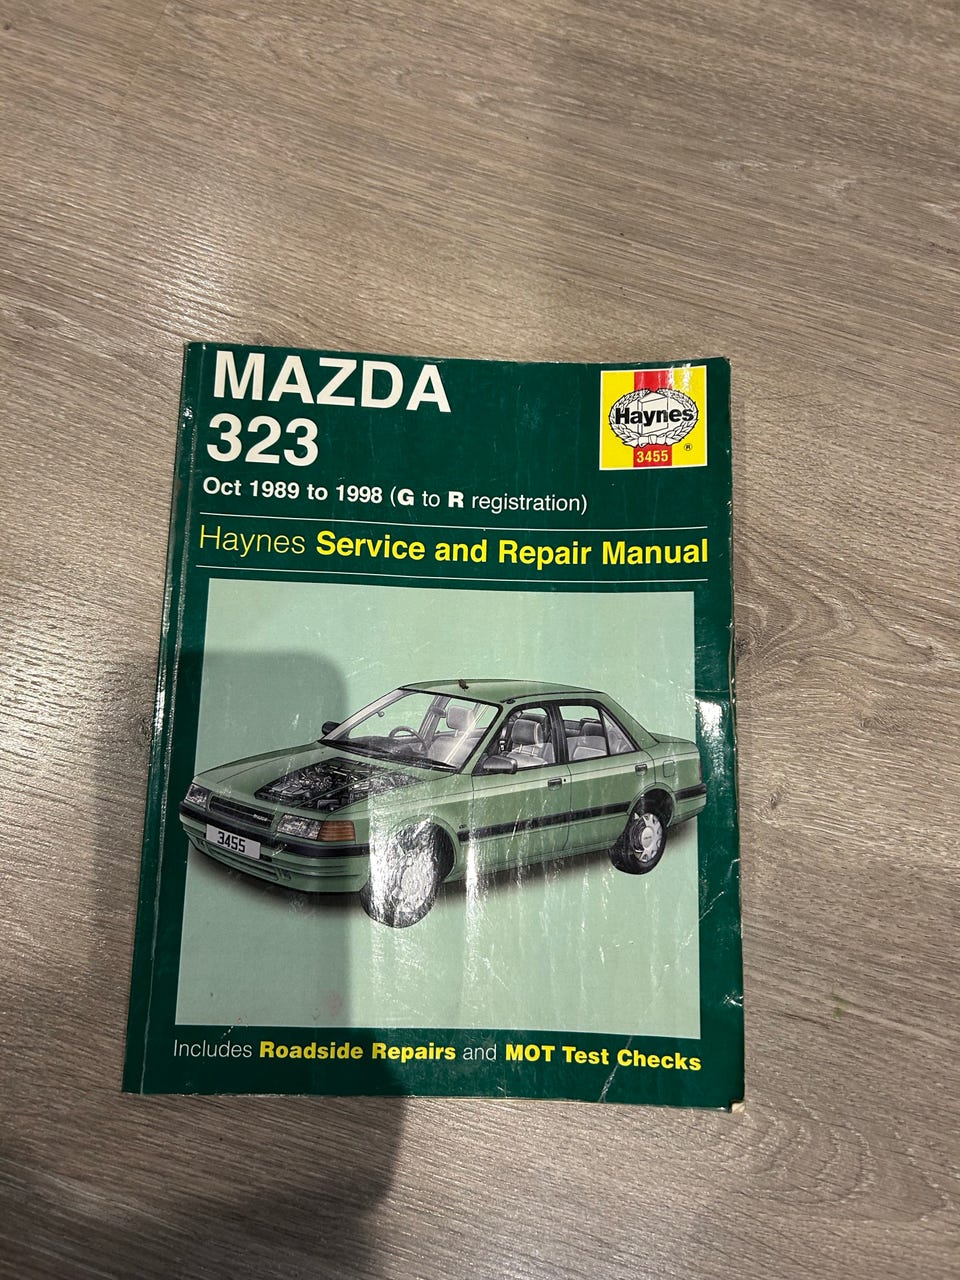 MAZDA
323
Haynes
®
3455
Oct 1989 to 1998 (G to R registration)
Haynes Service and Repair Manual
3455
Includes Roadside Repairs and MOT Test Checks